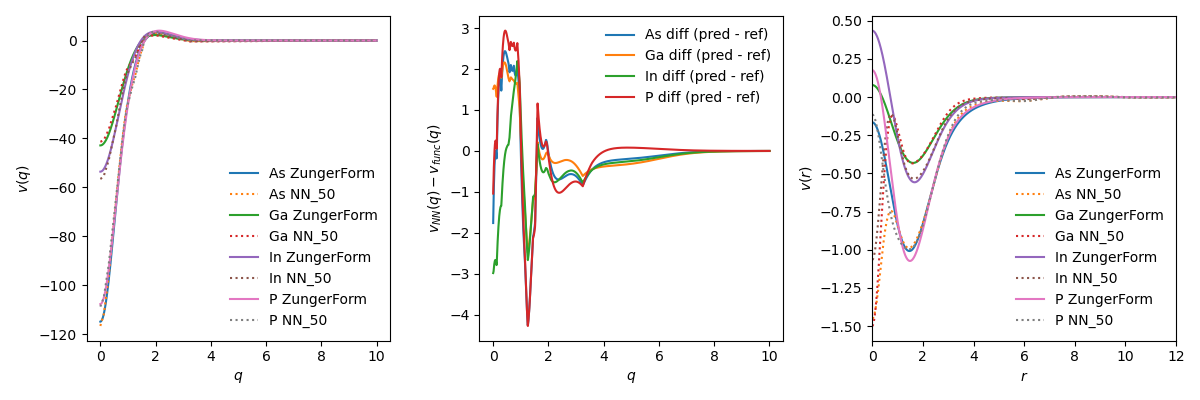 0
−20
−40
−60
−80
−100
−120
0 2 4 6 8 10
v(q)
q
As ZungerForm
As NN_50
Ga ZungerForm
Ga NN_50
In ZungerForm
In NN_50
P ZungerForm
P NN_50
3
2
1
0
−1
−2
−3
−4
0 2 4 6 8 10
v_NN(q) − v_func(q)
q
As diff (pred - ref)
Ga diff (pred - ref)
In diff (pred - ref)
P diff (pred - ref)
0.50
0.25
0.00
−0.25
−0.50
−0.75
−1.00
−1.25
−1.50
0 2 4 6 8 10 12
v(r)
r
As ZungerForm
As NN_50
Ga ZungerForm
Ga NN_50
In ZungerForm
In NN_50
P ZungerForm
P NN_50